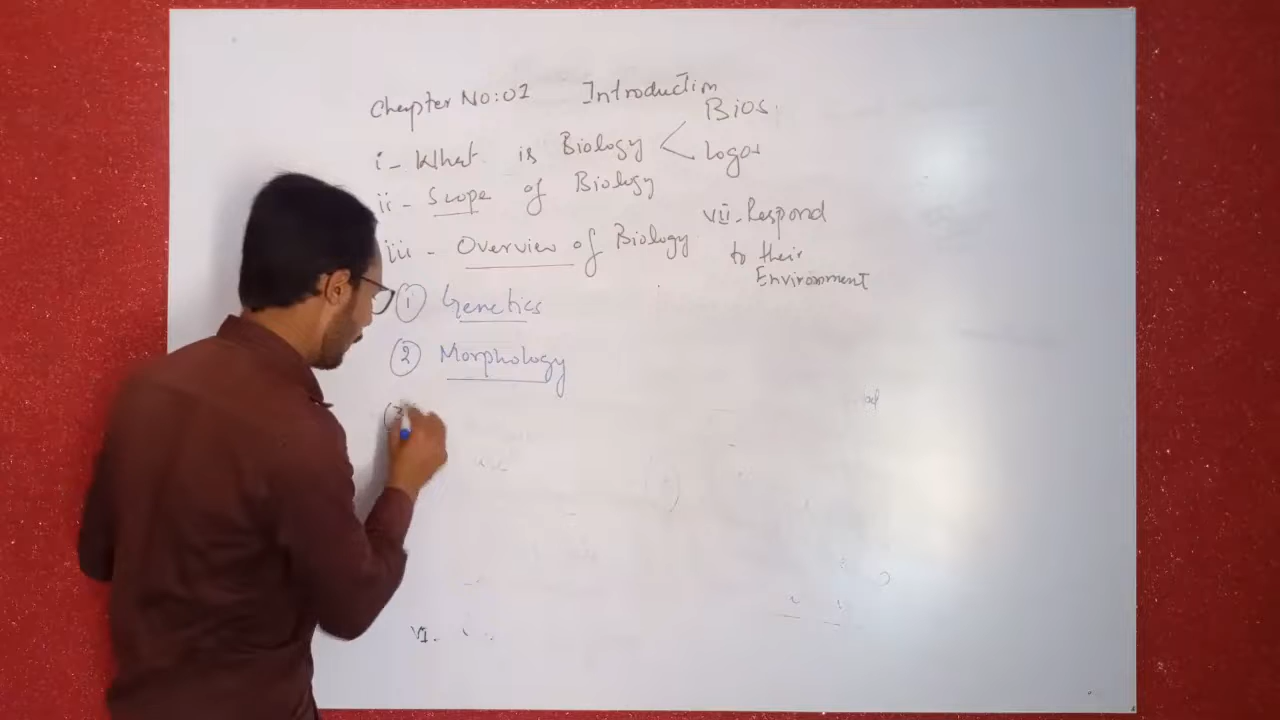 Chapter No:01 Introduction
i- What is Biology < Bios
Logos
ii- Scope of Biology
iii- Overview of Biology
vii- Respond
to their
Environment
① Genetics
② Morphology
VI-